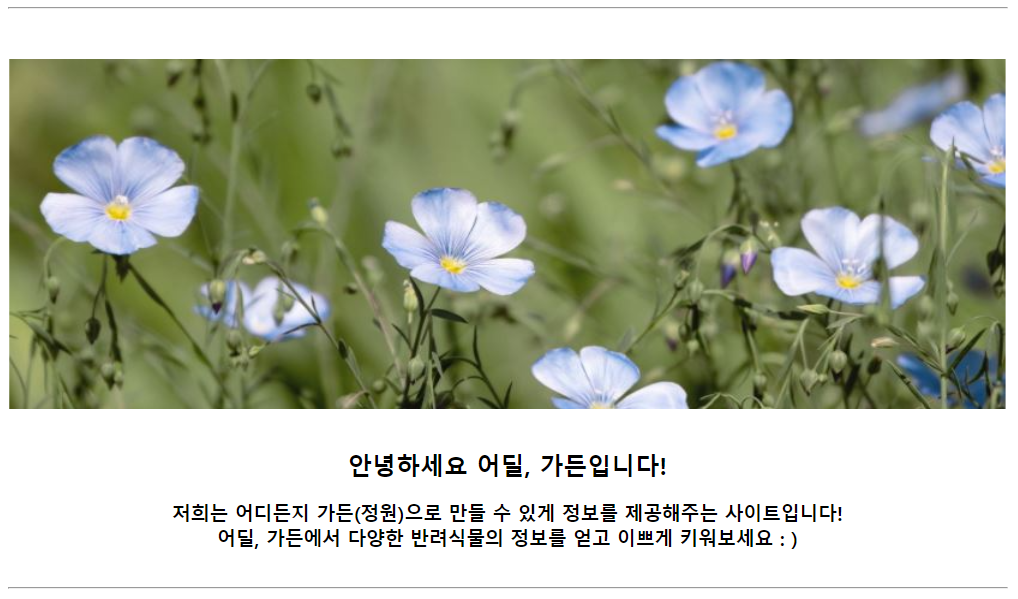 안녕하세요 어딜, 가든입니다!
저희는 어디든지 가든(정원)으로 만들 수 있게 정보를 제공해주는 사이트입니다!
어딜, 가든에서 다양한 반려식물의 정보를 얻고 이쁘게 키워보세요 : )